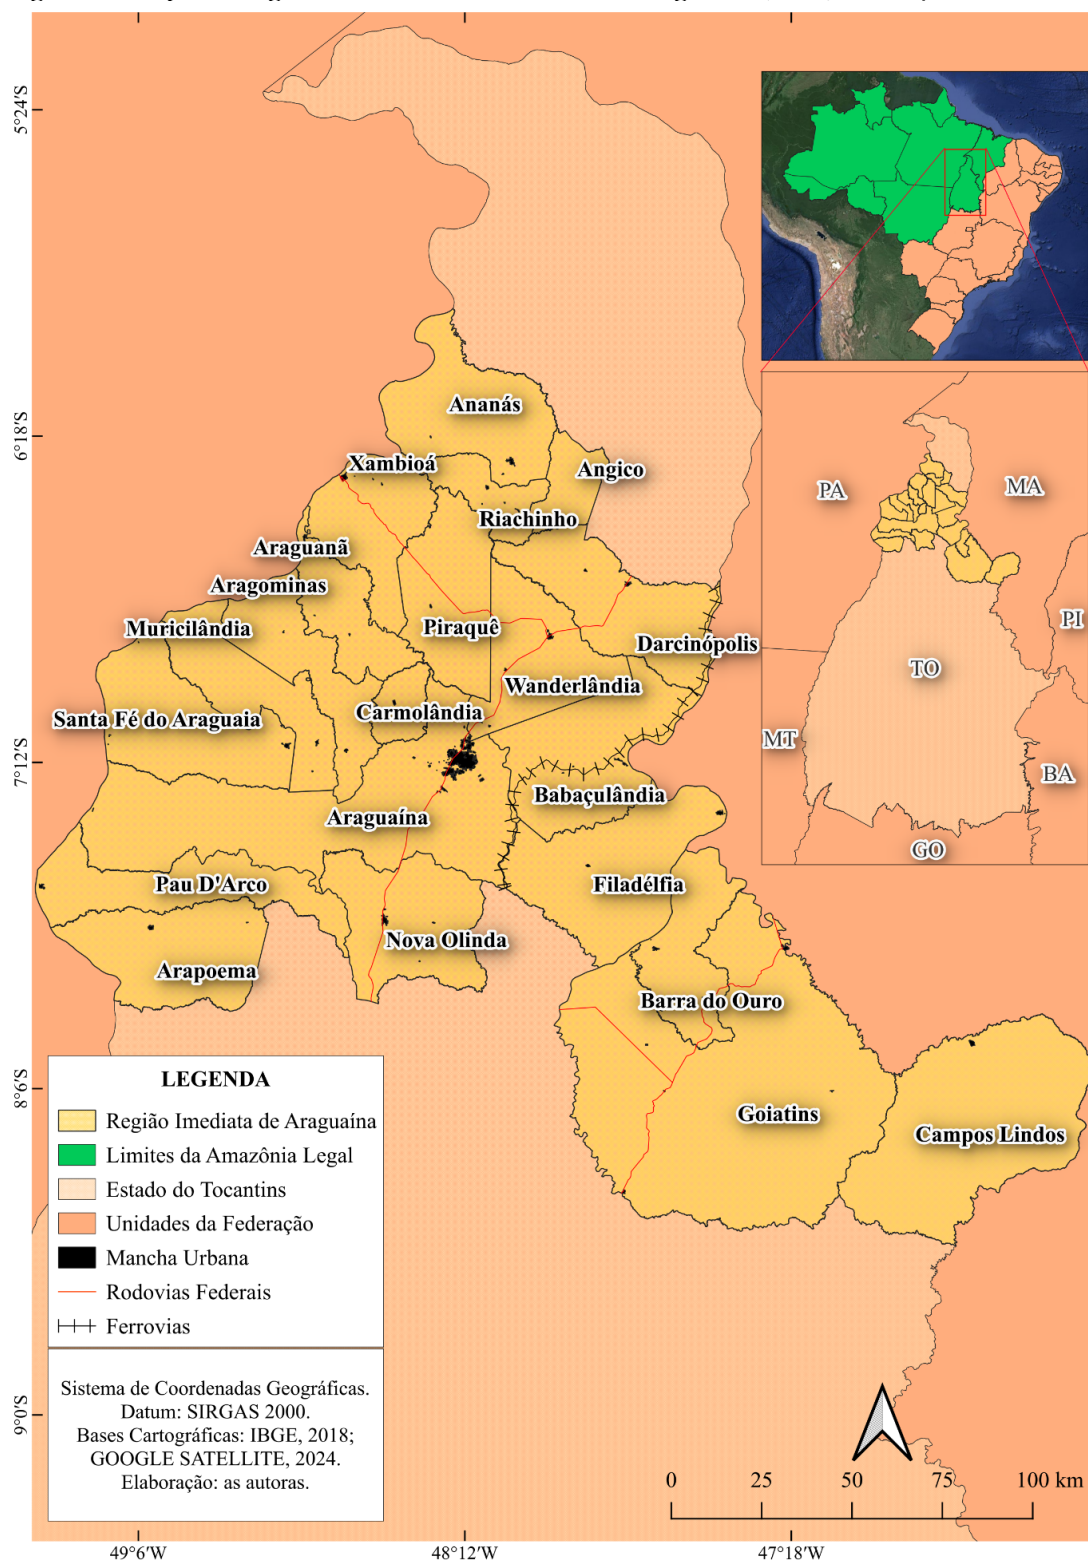 5°24'S
6°18'S
7°12'S
8°6'S
9°0'S
Ananás
Xambioá
Angico
Riachinho
Araguanã
Aragominas
Muricilândia
Piraquê
Darcinópolis
Wanderlândia
Carmolândia
Santa Fé do Araguaia
Babaçulândia
Araguaína
Pau D'Arco
Filadélfia
Nova Olinda
Arapoema
Barra do Ouro
Goiatins
Campos Lindos
PA
MA
PI
TO
MT
BA
GO
LEGENDA
Região Imediata de Araguaína
Limites da Amazônia Legal
Estado do Tocantins
Unidades da Federação
Mancha Urbana
Rodovias Federais
Ferrovias
Sistema de Coordenadas Geográficas.
Datum: SIRGAS 2000.
Bases Cartográficas: IBGE, 2018;
GOOGLE SATELLITE, 2024.
Elaboração: as autoras.
0 25 50 75 100 km
49°6'W 48°12'W 47°18'W